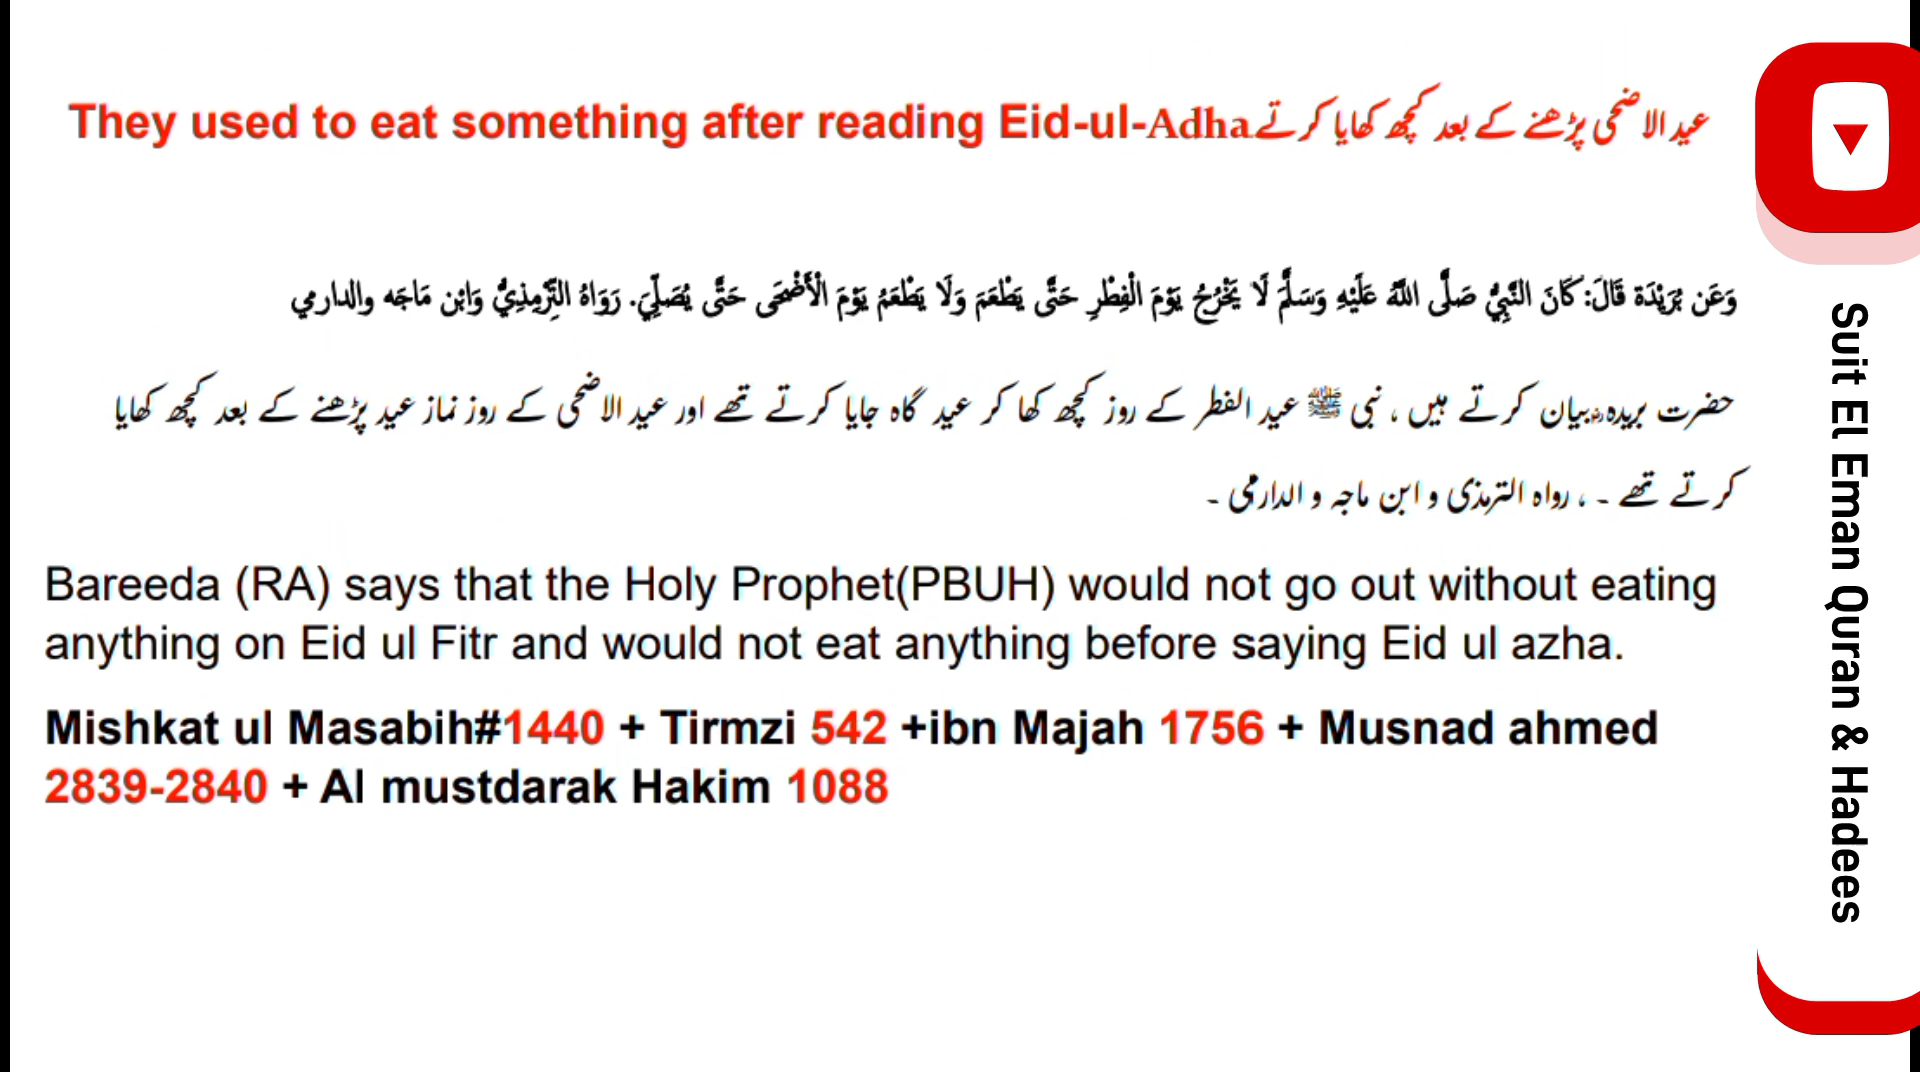 They used to eat something after reading Eid-ul-Adha عید الاضحی پڑھنے کے بعد کچھ کھایا کرتے
وَعَن بُرَيْدَة قَالَ: كَانَ النَّبِيُّ صَلَّى اللَّهُ عَلَيْهِ وَسَلَّمَ لَا يَخْرُجُ يَوْمَ الْفِطْرِ حَتَّى يَطْعَمَ وَلَا يَطْعَمُ يَوْمَ الْأَضْحَى حَتَّى يُصَلِّيَ. رَوَاهُ التِّرْمِذِيُّ وَابْن مَاجَه والدارمي
حضرت بریدہ ؓ بیان کرتے ہیں ، نبی ﷺ عید الفطر کے روز کچھ کھا کر عید گاہ جایا کرتے تھے اور عید الاضحی کے روز نماز عید پڑھنے کے بعد کچھ کھایا
کرتے تھے ۔ ، رواہ الترمذی و ابن ماجہ و الدارمی ۔
Bareeda (RA) says that the Holy Prophet(PBUH) would not go out without eating
anything on Eid ul Fitr and would not eat anything before saying Eid ul azha.
Mishkat ul Masabih#1440 + Tirmzi 542 +ibn Majah 1756 + Musnad ahmed
2839-2840 + Al mustdarak Hakim 1088
Suit El Eman Quran & Hadees